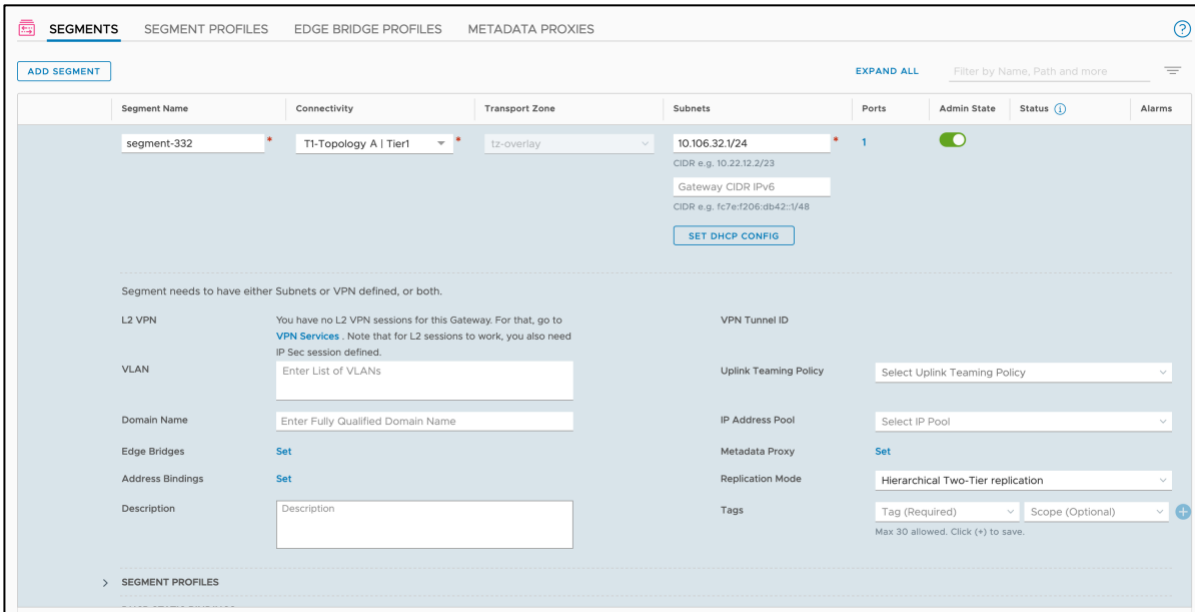 SEGMENTS SEGMENT PROFILES EDGE BRIDGE PROFILES METADATA PROXIES ?
ADD SEGMENT EXPAND ALL Filter by Name, Path and more
Segment Name Connectivity Transport Zone Subnets Ports Admin State Status i Alarms
segment-332 * T1-Topology A | Tier1 * tz-overlay 10.106.32.1/24 * 1
CIDR e.g. 10.22.12.2/23
Gateway CIDR IPv6
CIDR e.g. fc7e:f206:db42::1/48
SET DHCP CONFIG
Segment needs to have either Subnets or VPN defined, or both.
L2 VPN You have no L2 VPN sessions for this Gateway. For that, go to VPN Tunnel ID
VPN Services . Note that for L2 sessions to work, you also need
IP Sec session defined.
VLAN Enter List of VLANs Uplink Teaming Policy Select Uplink Teaming Policy
Domain Name Enter Fully Qualified Domain Name IP Address Pool Select IP Pool
Edge Bridges Set Metadata Proxy Set
Address Bindings Set Replication Mode Hierarchical Two-Tier replication
Description Description Tags Tag (Required) Scope (Optional)
Max 30 allowed. Click (+) to save.
SEGMENT PROFILES